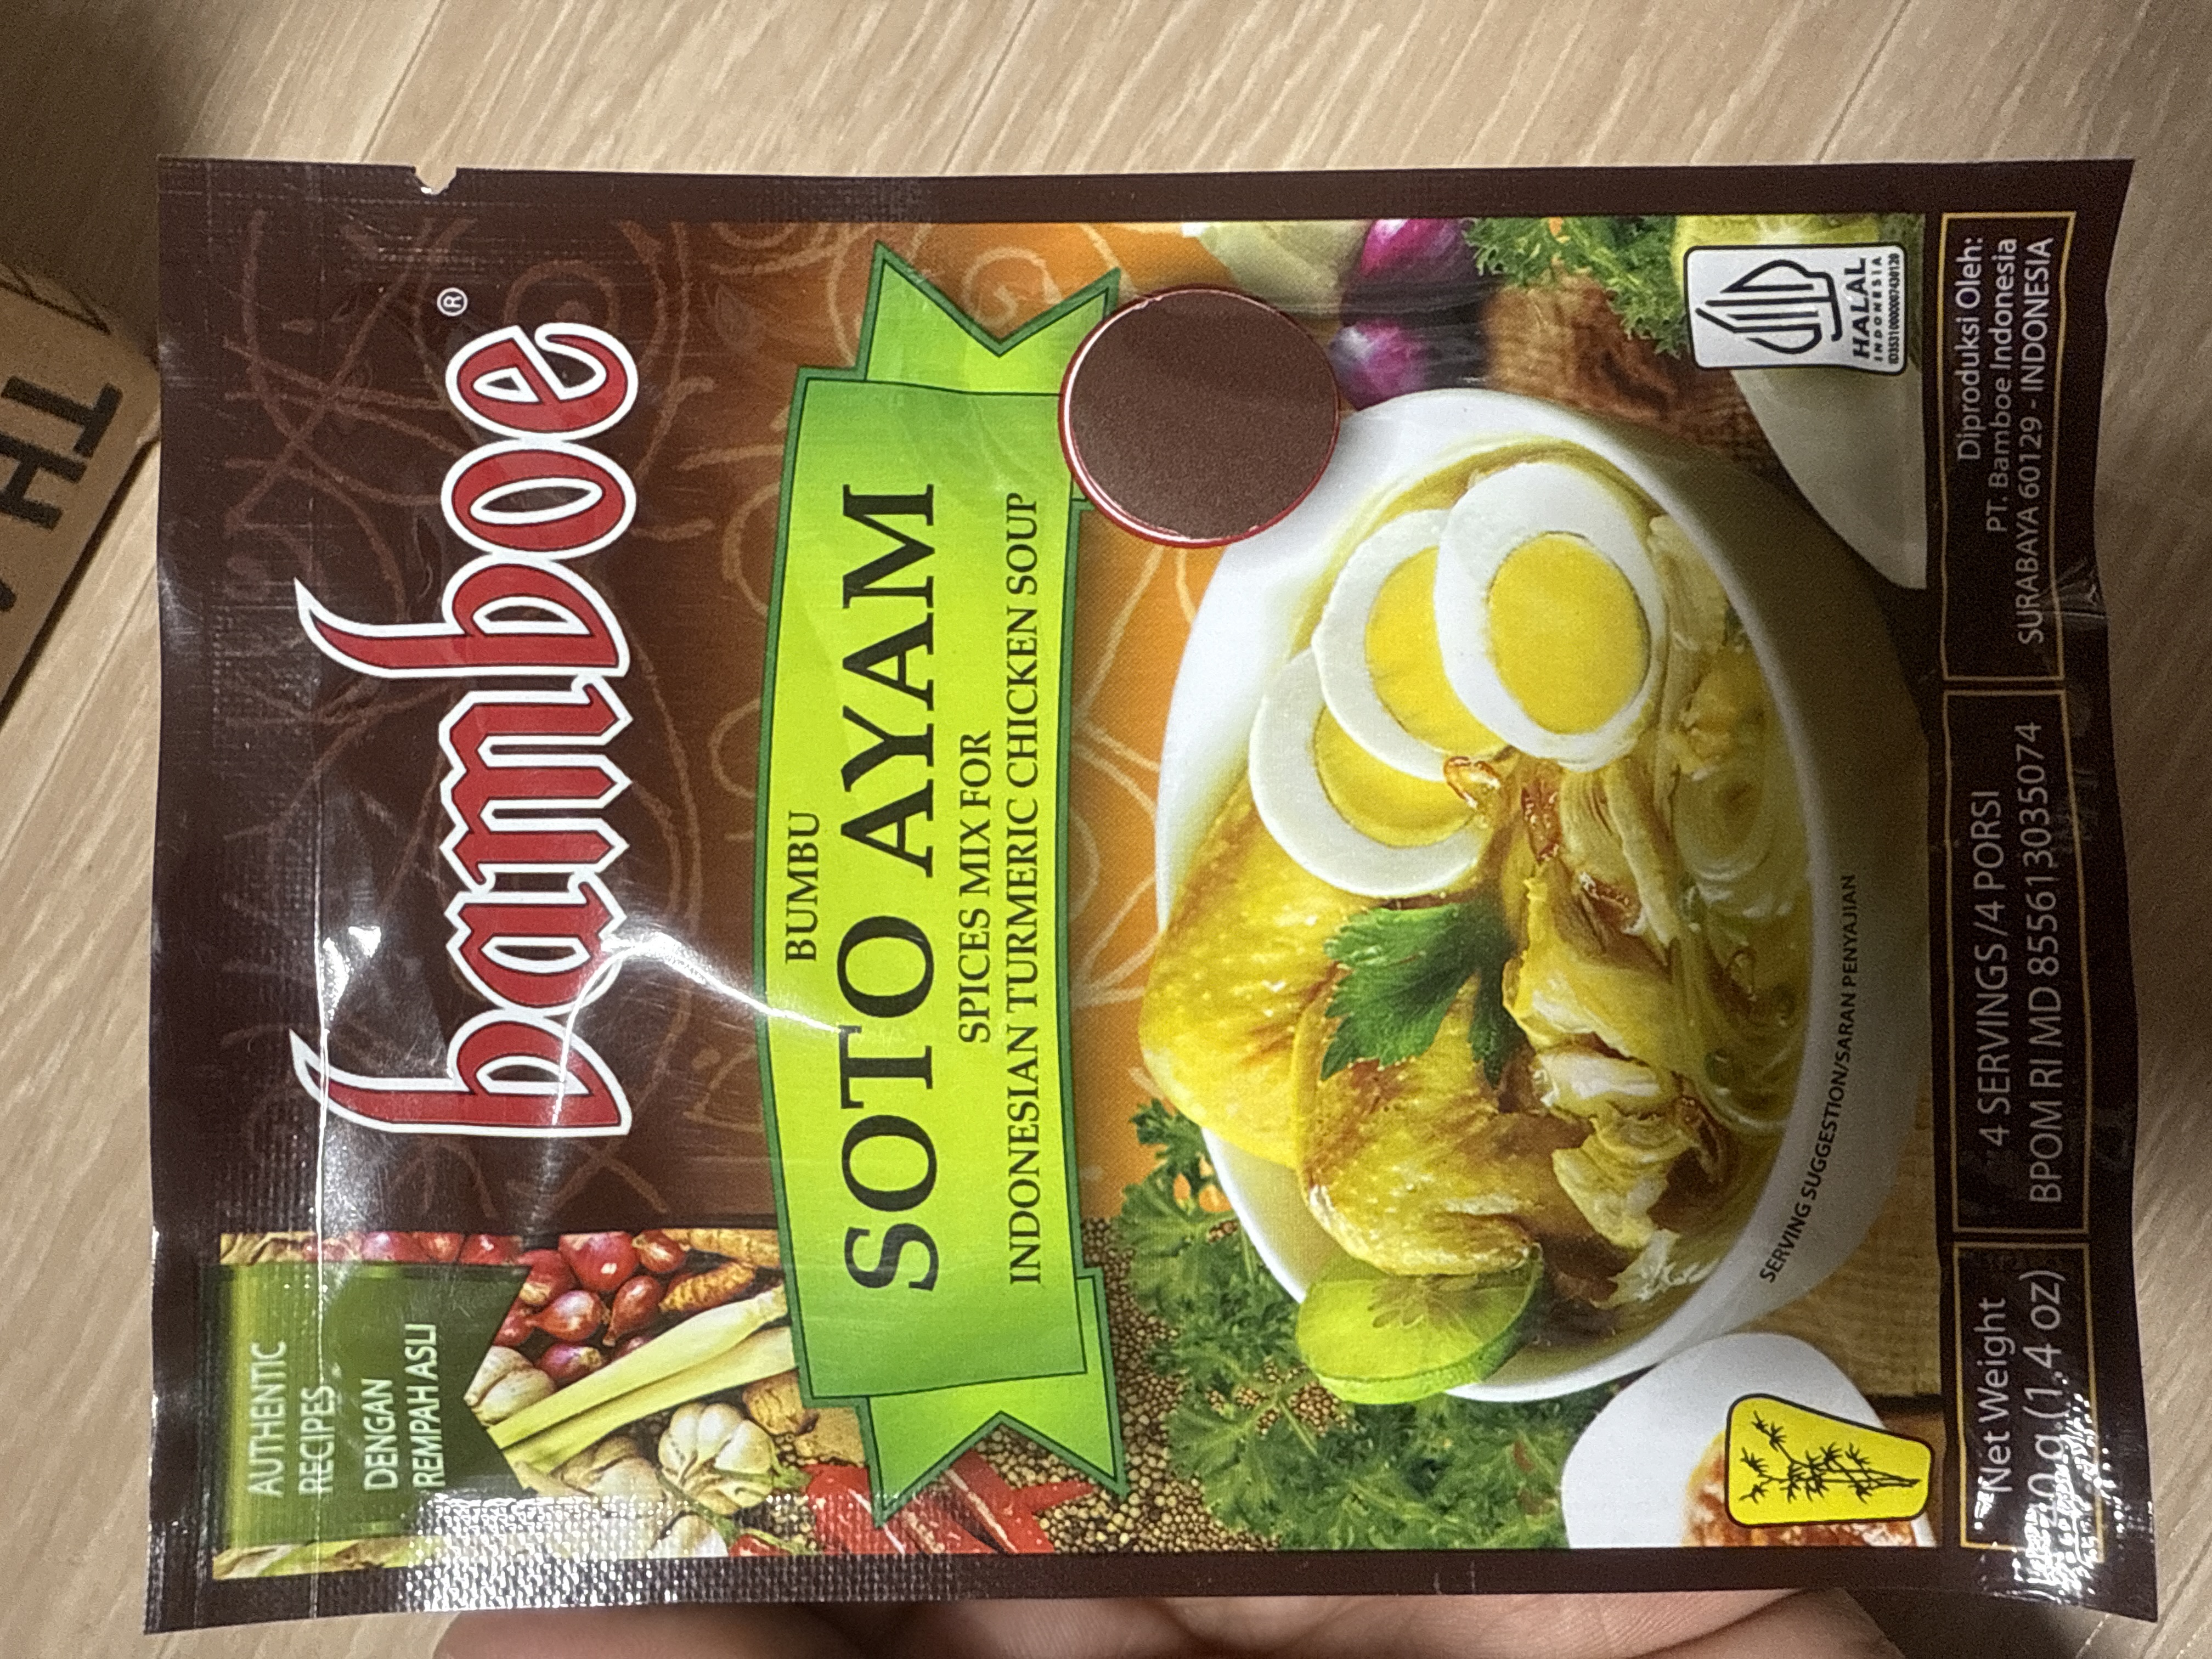 AUTHENTIC
RECIPES
DENGAN
REMPAH ASLI
bamboe®
BUMBU
SOTO AYAM
SPICES MIX FOR
INDONESIAN TURMERIC CHICKEN SOUP
SERVING SUGGESTION/SARAN PENYAJIAN
HALAL
INDONESIA
Net Weight
40 g (1.4 oz)
4 SERVINGS / 4 PORSI
BPOM RI MD 855613035074
Diproduksi Oleh:
PT. Bamboe Indonesia
SURABAYA 60129 - INDONESIA
TH